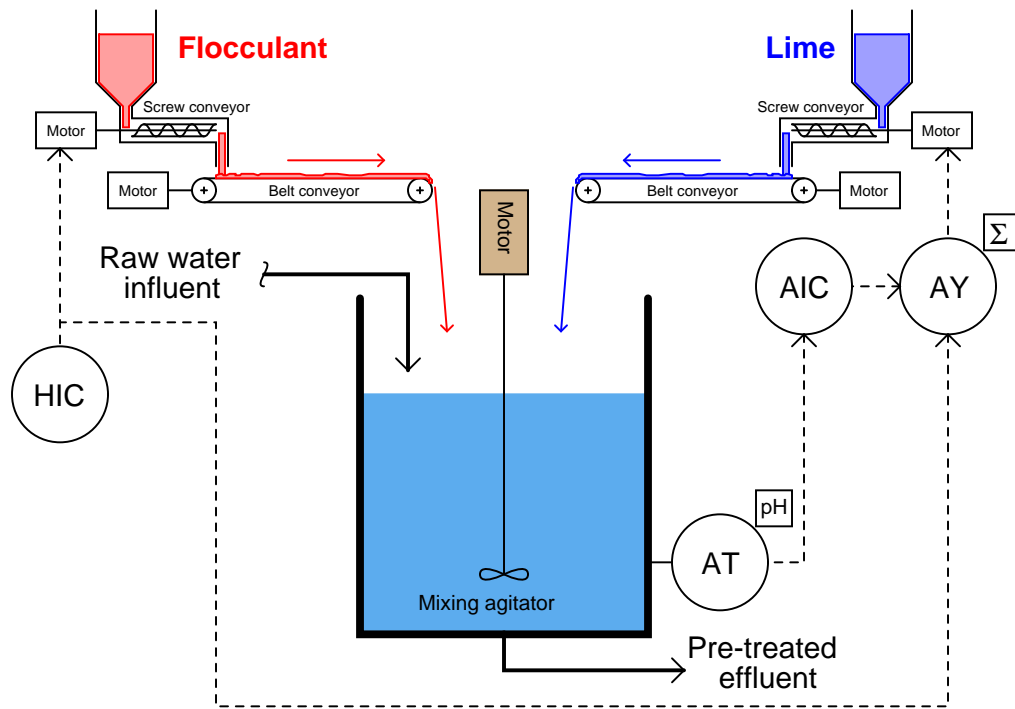 Flocculant
Lime
Screw conveyor
Screw conveyor
Motor
Motor
Motor
+
Belt conveyor
+
+
Belt conveyor
+
Motor
Motor
Σ
Raw water
influent
AIC
AY
HIC
pH
AT
Mixing agitator
Pre-treated
effluent